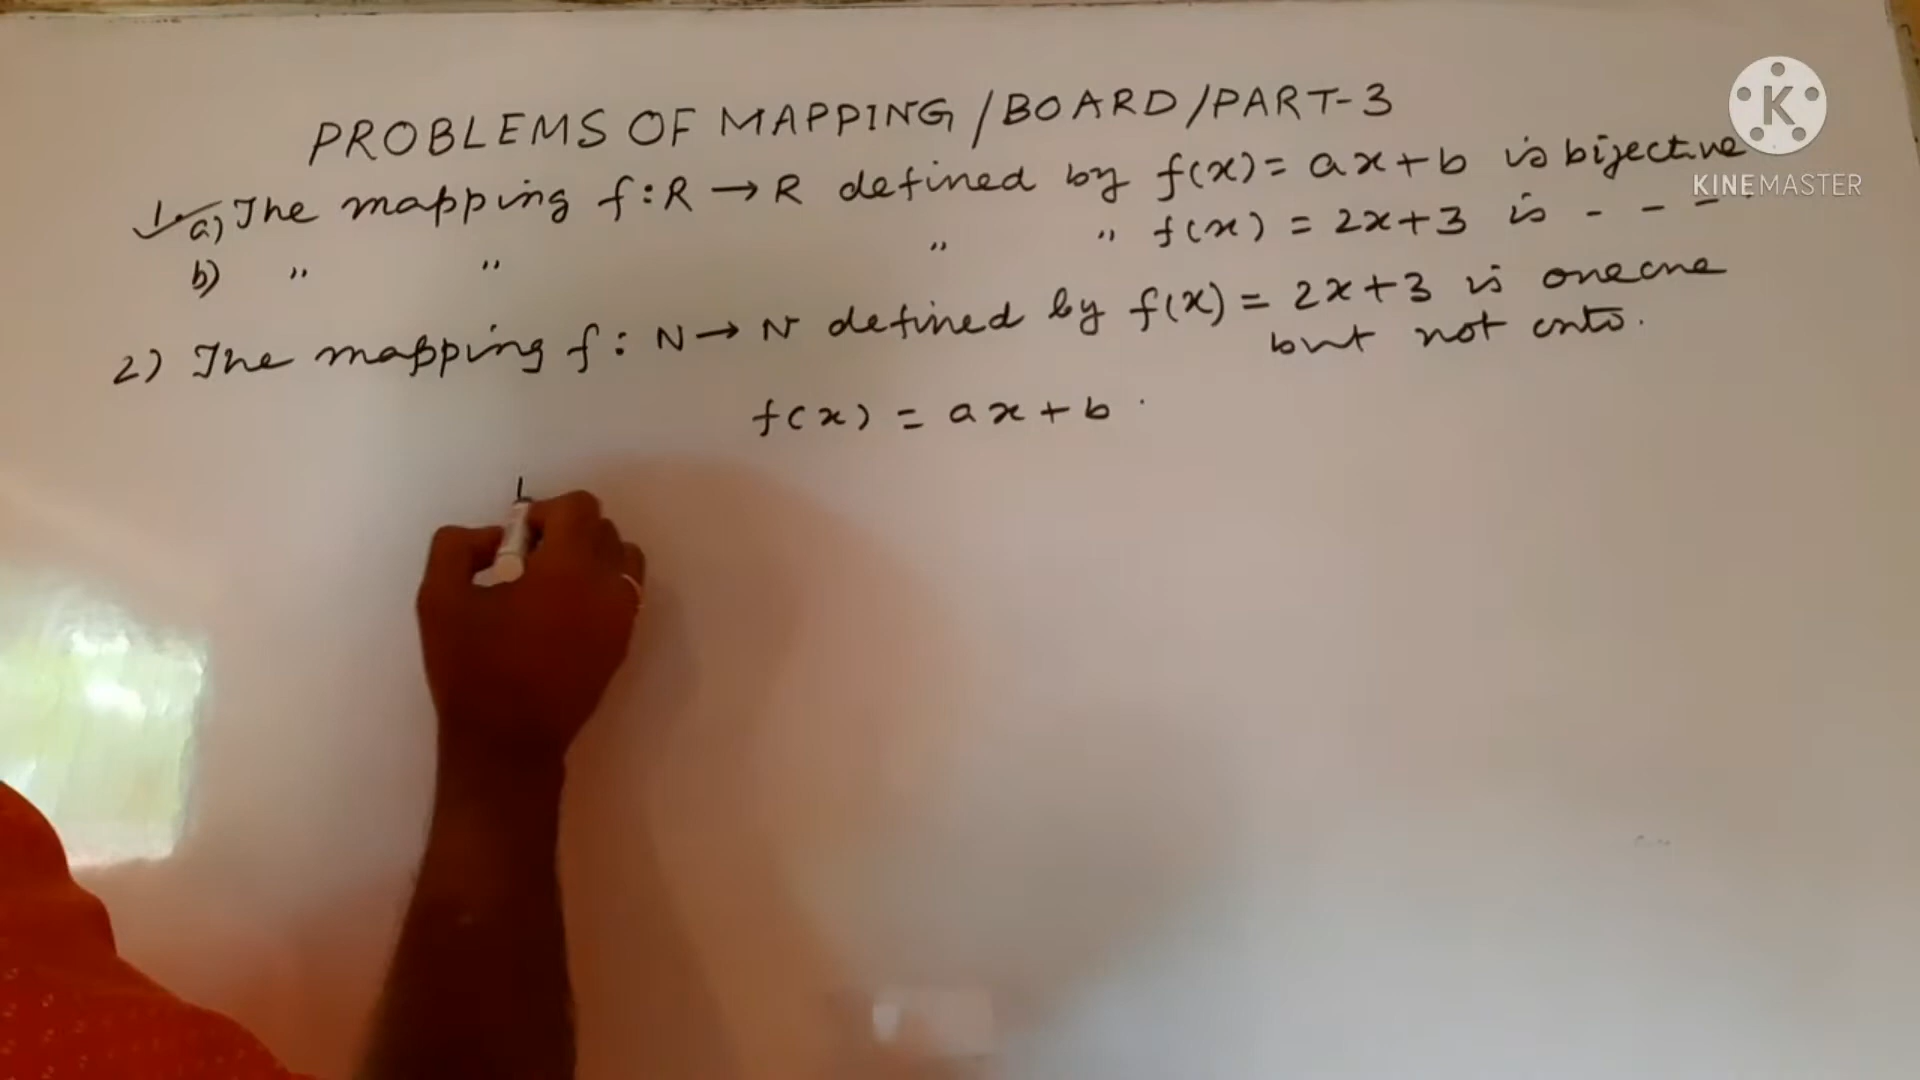 PROBLEMS OF MAPPING/BOARD/PART-3
1. a) The mapping f:R → R defined by f(x) = ax + b is bijective
b) " " " " f(x) = 2x+3 is - - -
2) The mapping f: N → N defined by f(x) = 2x+3 is oneone
but not onto.
f(x) = ax + b .
K
KINEMASTER